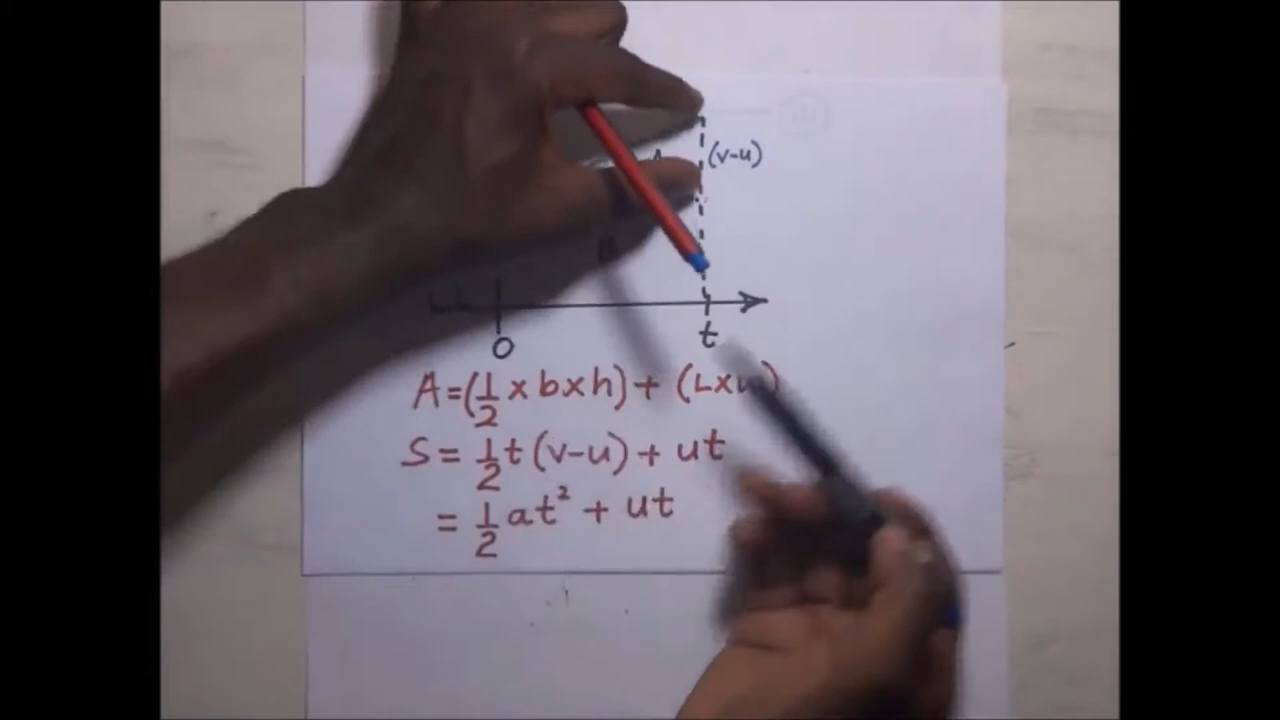 A (v-u)
B
0 t
A=(1/2 x b x h) + (L x
S = 1/2 t (v-u) + ut
= 1/2 at² + ut